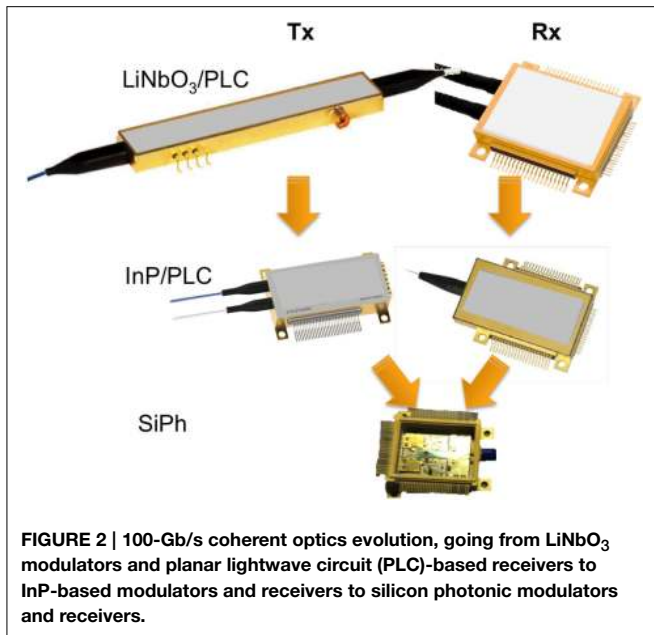 Tx Rx
LiNbO₃/PLC
InP/PLC
SiPh
FIGURE 2 | 100-Gb/s coherent optics evolution, going from LiNbO₃
modulators and planar lightwave circuit (PLC)-based receivers to
InP-based modulators and receivers to silicon photonic modulators
and receivers.